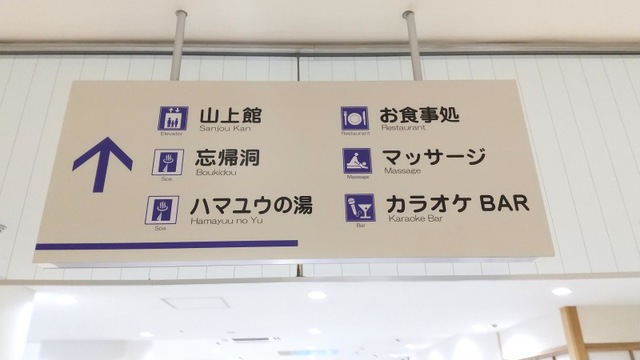 山上館
Sanjou Kan
Elevator
忘帰洞
Boukidou
Spa
ハマユウの湯
Hamayuu no Yu
Spa
お食事処
Restaurant
Restaurant
マッサージ
Massage
Massage
カラオケ BAR
Karaoke Bar
Bar